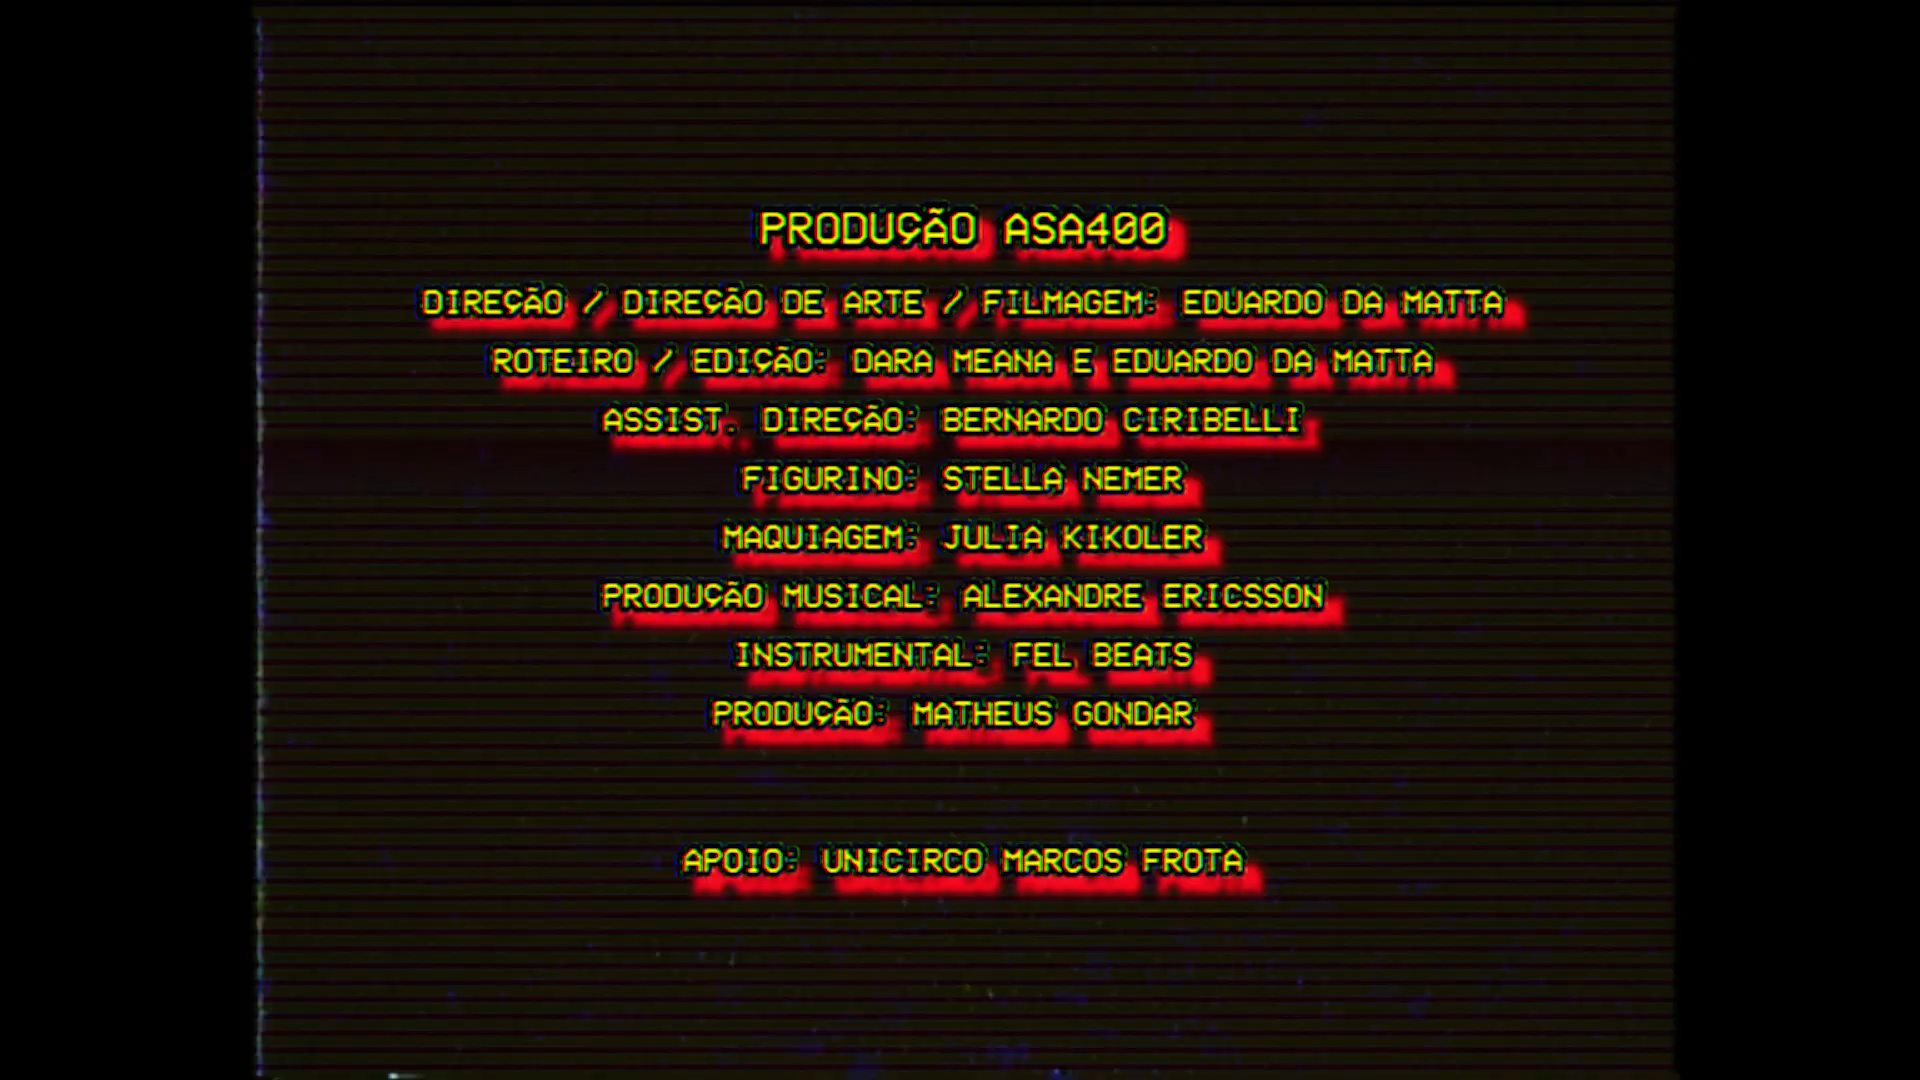 PRODUÇÃO ASA400
DIREÇÃO / DIREÇÃO DE ARTE / FILMAGEM: EDUARDO DA MATTA
ROTEIRO / EDIÇÃO: DARA MEANA E EDUARDO DA MATTA
ASSIST. DIREÇÃO: BERNARDO CIRIBELLI
FIGURINO: STELLA NEMER
MAQUIAGEM: JULIA KIKOLER
PRODUÇÃO MUSICAL: ALEXANDRE ERICSSON
INSTRUMENTAL: FEL BEATS
PRODUÇÃO: MATHEUS GONDAR
APOIO: UNICIRCO MARCOS FROTA